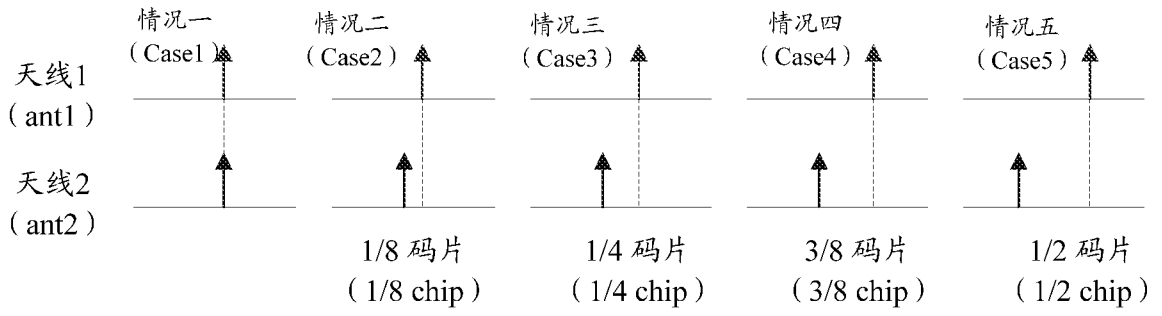 情况一
(Case1)
情况二
(Case2)
情况三
(Case3)
情况四
(Case4)
情况五
(Case5)
天线1
(ant1)
天线2
(ant2)
1/8 码片
(1/8 chip)
1/4 码片
(1/4 chip)
3/8 码片
(3/8 chip)
1/2 码片
(1/2 chip)